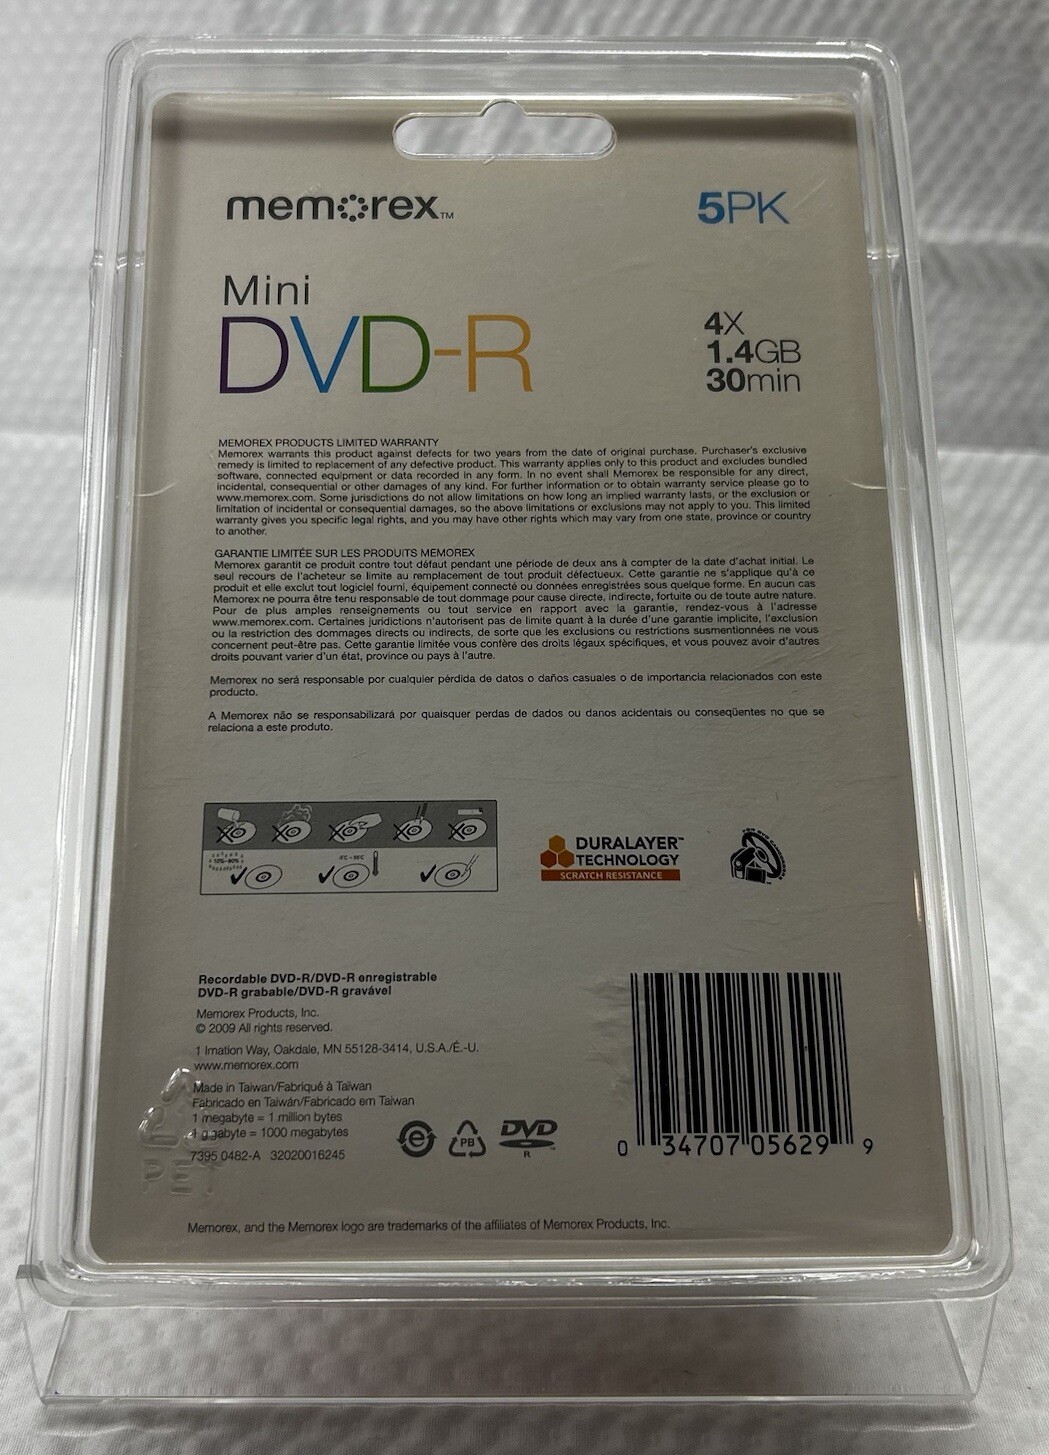 memorex™
5PK
Mini
DVD-R
4X
1.4GB
30min
MEMOREX PRODUCTS LIMITED WARRANTY
Memorex warrants this product against defects for two years from the date of original purchase. Purchaser's exclusive
remedy is limited to replacement of any defective product. This warranty applies only to this product and excludes bundled
software, connected equipment or data recorded in any form. In no event shall Memorex be responsible for any direct,
incidental, consequential or other damages of any kind. For further information or to obtain warranty service please go to
www.memorex.com. Some jurisdictions do not allow limitations on how long an implied warranty lasts, or the exclusion or
limitation of incidental or consequential damages, so the above limitations or exclusions may not apply to you. This limited
warranty gives you specific legal rights, and you may have other rights which may vary from one state, province or country
to another.
GARANTIE LIMITÉE SUR LES PRODUITS MEMOREX
Memorex garantit ce produit contre tout défaut pendant une période de deux ans à compter de la date d'achat initial. Le
seul recours de l'acheteur se limite au remplacement de tout produit défectueux. Cette garantie ne s'applique qu'à ce
produit et elle exclut tout logiciel fourni, équipement connecté ou données enregistrées sous quelque forme. En aucun cas
Memorex ne pourra être tenu responsable de tout dommage pour cause directe, indirecte, fortuite ou de toute autre nature.
Pour de plus amples renseignements ou tout service en rapport avec la garantie, rendez-vous à l'adresse
www.memorex.com. Certaines juridictions n'autorisent pas de limite quant à la durée d'une garantie implicite, l'exclusion
ou la restriction des dommages directs ou indirects, de sorte que les exclusions ou restrictions susmentionnées ne vous
concernent peut-être pas. Cette garantie limitée vous confère des droits légaux spécifiques, et vous pouvez avoir d'autres
droits pouvant varier d'un état, province ou pays à l'autre.
Memorex no será responsable por cualquier pérdida de datos o daños casuales o de importancia relacionados con este
producto.
A Memorex não se responsabilizará por quaisquer perdas de dados ou danos acidentais ou conseqüentes no que se
relaciona a este produto.
10%~80%
DURALAYER™
TECHNOLOGY
SCRATCH RESISTANCE
FOR DVD CAMCORDERS
Recordable DVD-R/DVD-R enregistrable
DVD-R grabable/DVD-R gravável
Memorex Products, Inc.
© 2009 All rights reserved.
1 Imation Way, Oakdale, MN 55128-3414, U.S.A./É.-U.
www.memorex.com
Made in Taiwan/Fabriqué à Taïwan
Fabricado en Taiwán/Fabricado em Taiwan
1 megabyte = 1 million bytes
1 gigabyte = 1000 megabytes
7395 0482-A 32020016245
PET
e
PB
DVD
R
0 34707 05629 9
Memorex, and the Memorex logo are trademarks of the affiliates of Memorex Products, Inc.